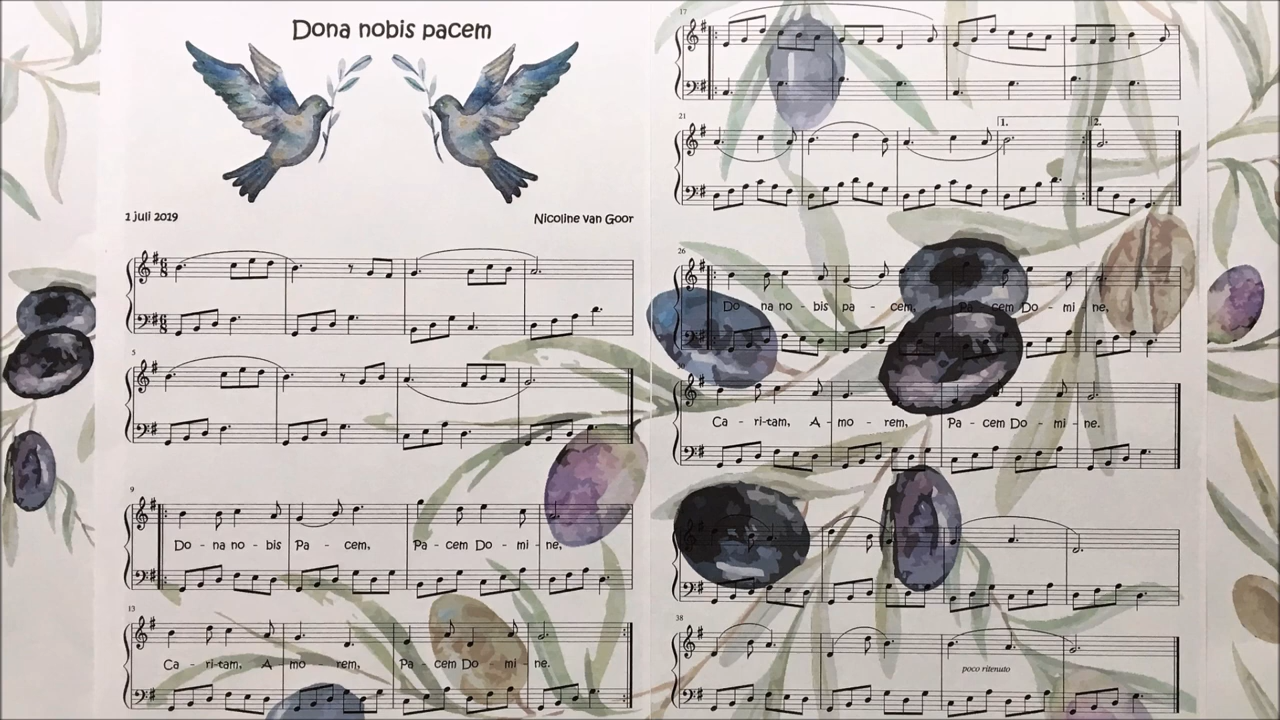 Dona nobis pacem
1 juli 2019
Nicoline van Goor
5
9
Do - na no - bis Pa - cem, Pa - cem Do - mi - ne,
13
Ca - ri-tam, A - mo - rem, Pa - cem Do - mi - ne.
17
21
1.
2.
26
Do - na no - bis pa - cem, Pa - cem Do - mi - ne,
30
Ca - ri-tam, A - mo - rem, Pa - cem Do - mi - ne.
38
poco ritenuto